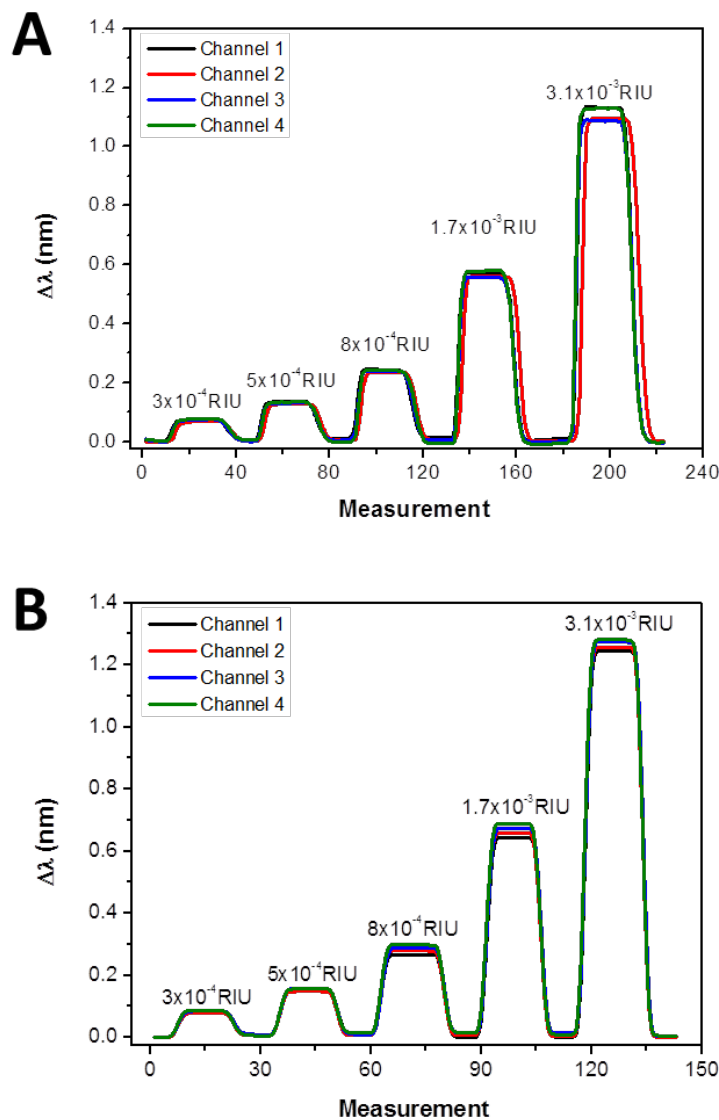 A
1.4
1.2
1.0
0.8
0.6
0.4
0.2
0.0
Δλ (nm)
Channel 1
Channel 2
Channel 3
Channel 4
3x10⁻⁴RIU
5x10⁻⁴RIU
8x10⁻⁴RIU
1.7x10⁻³RIU
3.1x10⁻³RIU
0 40 80 120 160 200 240
Measurement
B
1.4
1.2
1.0
0.8
0.6
0.4
0.2
0.0
Δλ (nm)
Channel 1
Channel 2
Channel 3
Channel 4
3x10⁻⁴RIU
5x10⁻⁴RIU
8x10⁻⁴RIU
1.7x10⁻³RIU
3.1x10⁻³RIU
0 30 60 90 120 150
Measurement